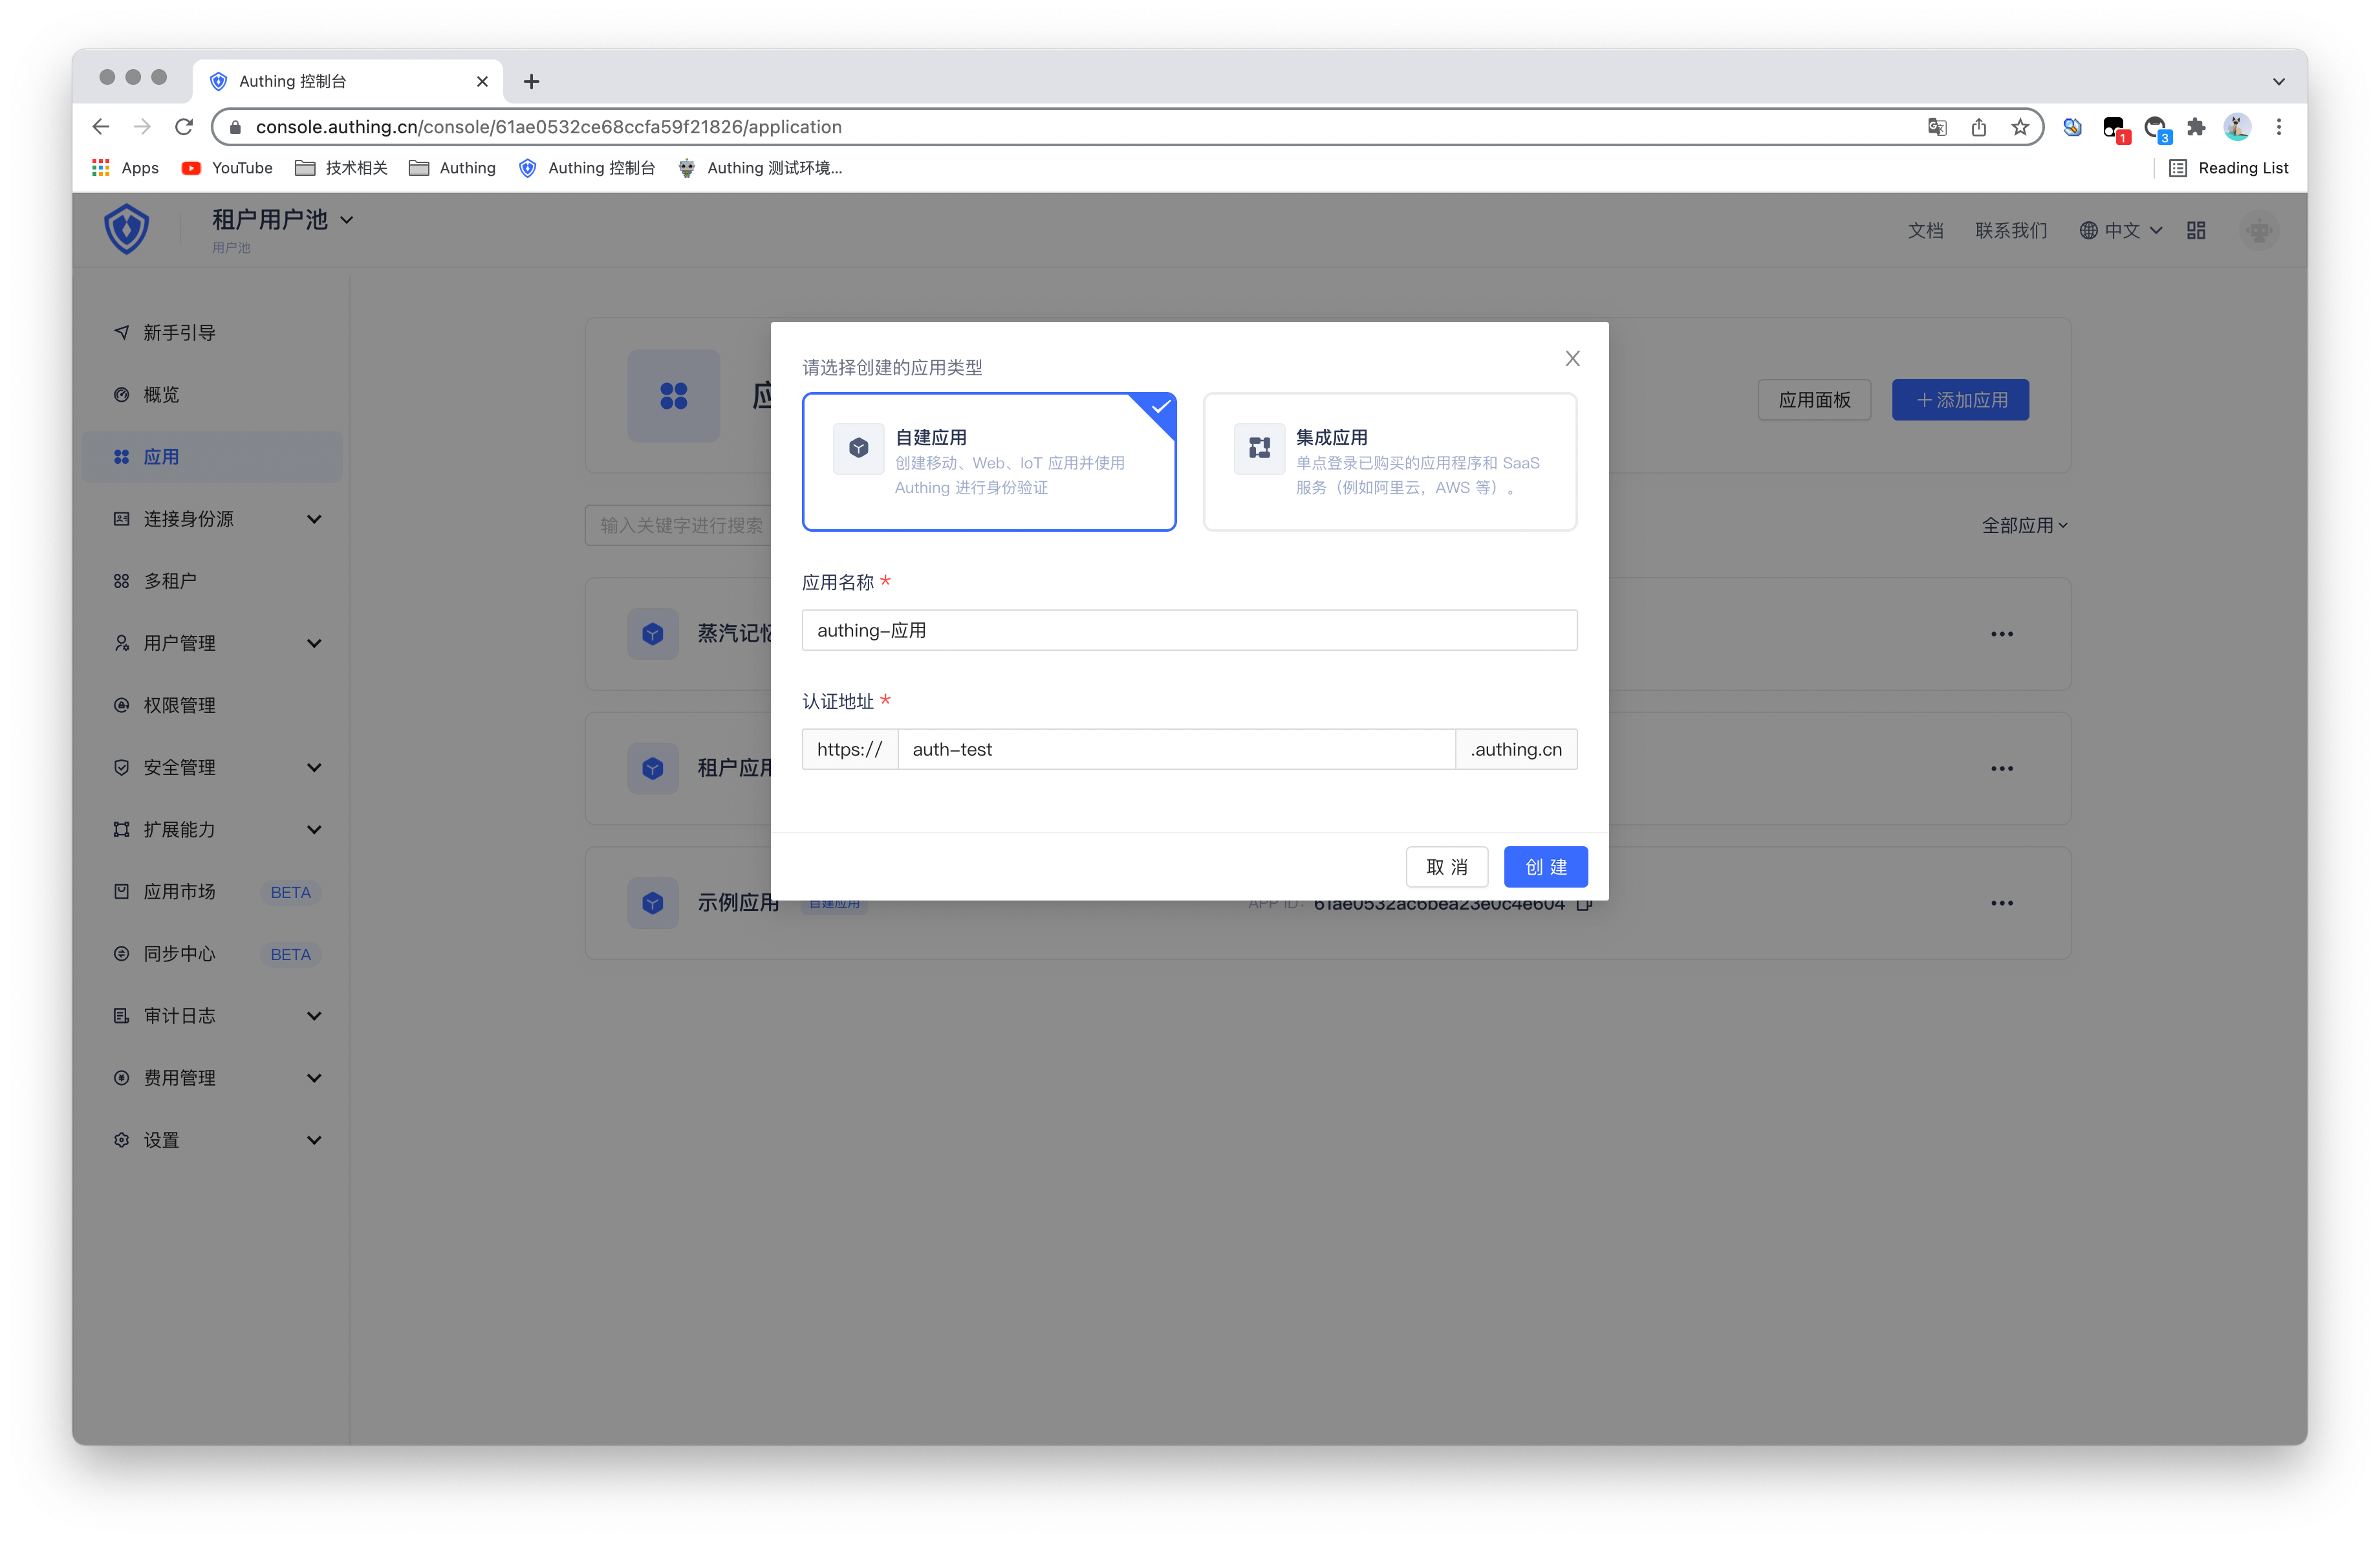 Authing 控制台
console.authing.cn/console/61ae0532ce68ccfa59f21826/application
Apps
YouTube
技术相关
Authing
Authing 控制台
Authing 测试环境...
Reading List
租户用户池
用户池
文档
联系我们
中文
新手引导
概览
应用
连接身份源
多租户
用户管理
权限管理
安全管理
扩展能力
应用市场 BETA
同步中心 BETA
审计日志
费用管理
设置
应用面板
+ 添加应用
输入关键字进行搜索
全部应用
蒸汽记忆
租户应用
示例应用
自建应用
APP ID: 61ae0532ac6bea23e0c4e604
请选择创建的应用类型
自建应用
创建移动、Web、IoT 应用并使用
Authing 进行身份验证
集成应用
单点登录已购买的应用程序和 SaaS
服务（例如阿里云，AWS 等）。
应用名称 *
authing-应用
认证地址 *
https:// auth-test .authing.cn
取 消
创 建
1
3